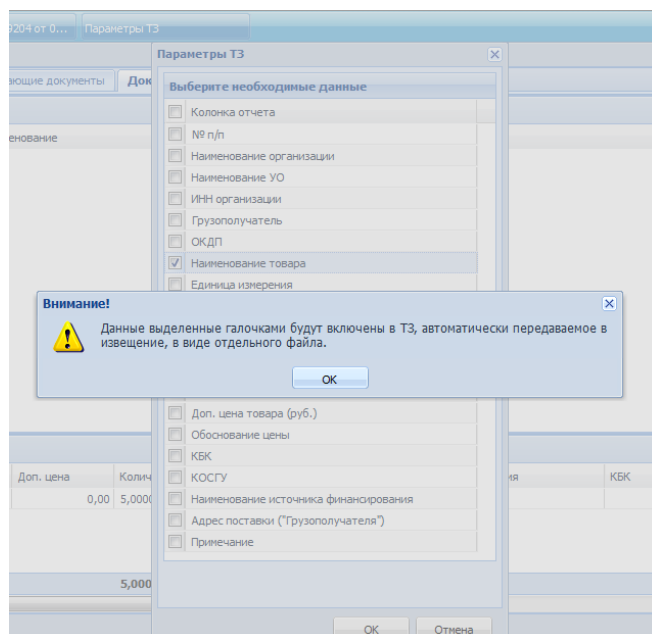 9204 от 0... Параметры ТЗ
Параметры ТЗ
ающие документы Док
Выберите необходимые данные
Колонка отчета
енование
№ п/п
Наименование организации
Наименование УО
ИНН организации
Грузополучатель
ОКДП
Наименование товара
Единица измерения
Внимание!
Данные выделенные галочками будут включены в ТЗ, автоматически передаваемое в
извещение, в виде отдельного файла.
ОК
Доп. цена товара (руб.)
Обоснование цены
КБК
Доп. цена Колич КОСГУ ия КБК
0,00 5,0000 Наименование источника финансирования
Адрес поставки ("Грузополучателя")
Примечание
5,000
ОК Отмена